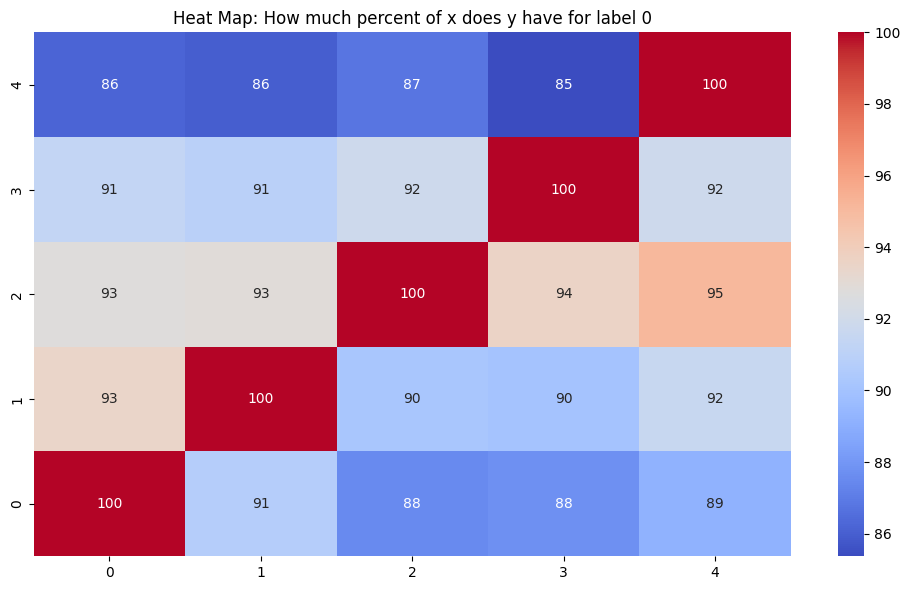 Heat Map: How much percent of x does y have for label 0
4 86 86 87 85 100
3 91 91 92 100 92
2 93 93 100 94 95
1 93 100 90 90 92
0 100 91 88 88 89
0 1 2 3 4
100
98
96
94
92
90
88
86